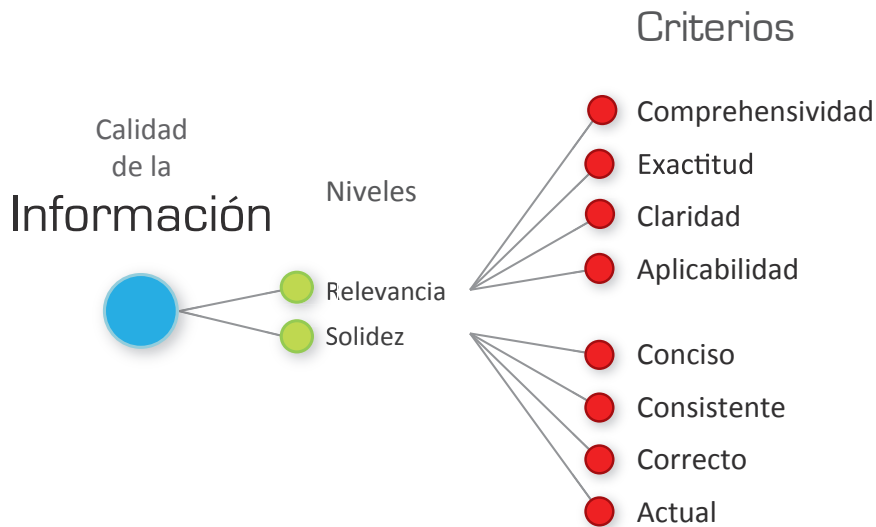 Criterios
Calidad
de la
Información
Niveles
Relevancia
Solidez
Comprehensividad
Exactitud
Claridad
Aplicabilidad
Conciso
Consistente
Correcto
Actual